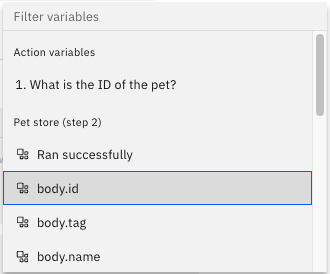 Filter variables
Action variables
1. What is the ID of the pet?
Pet store (step 2)
Ran successfully
body.id
body.tag
body.name